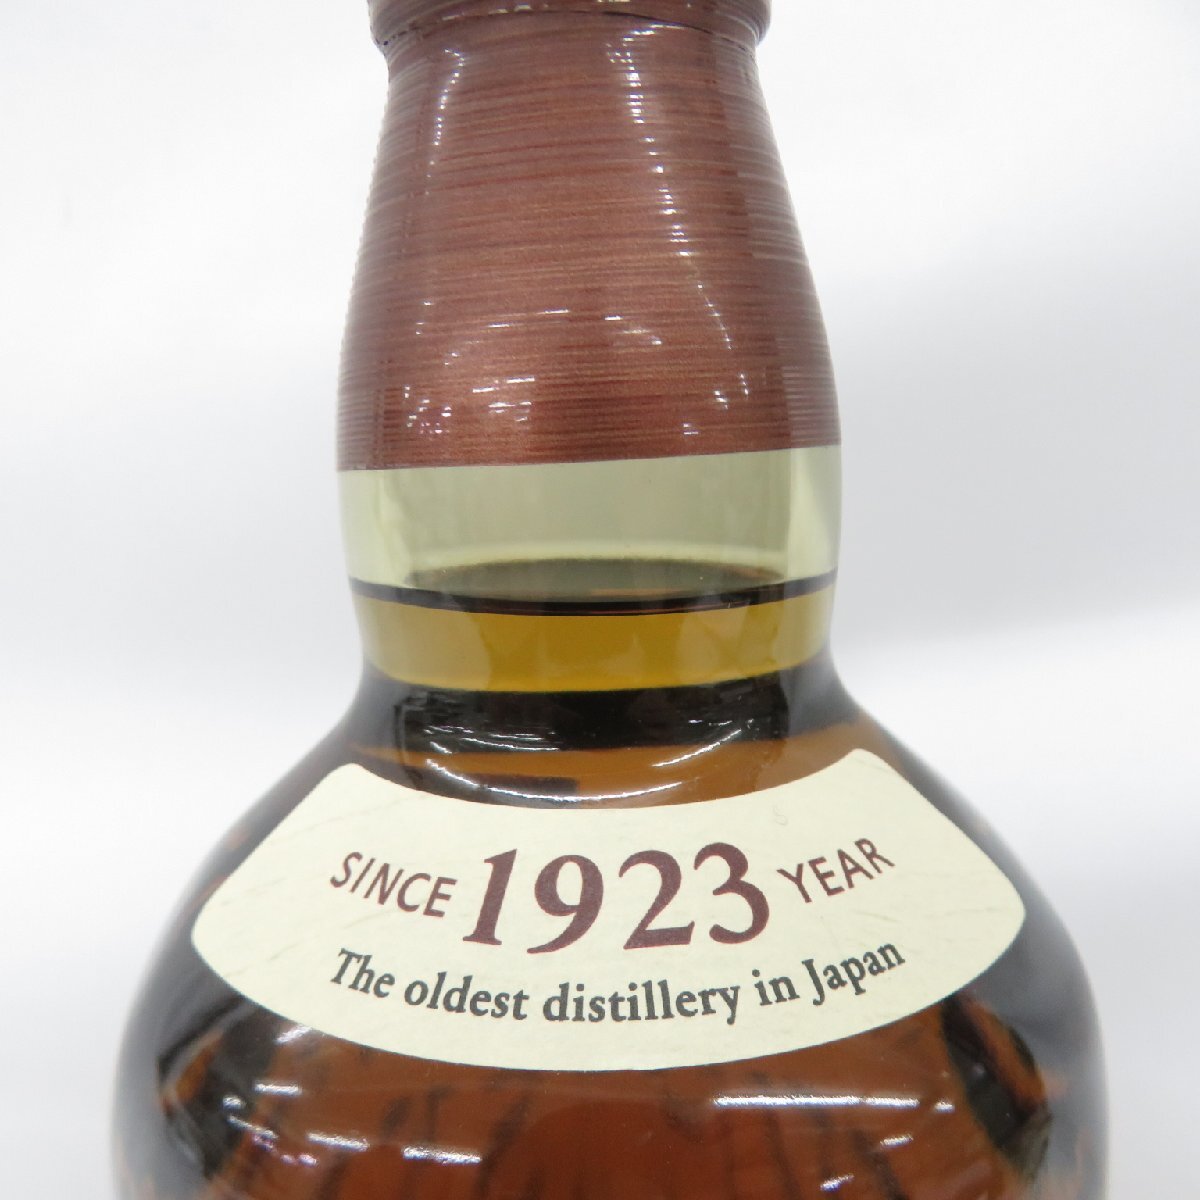 SINCE 1923 YEAR
The oldest distillery in Japan